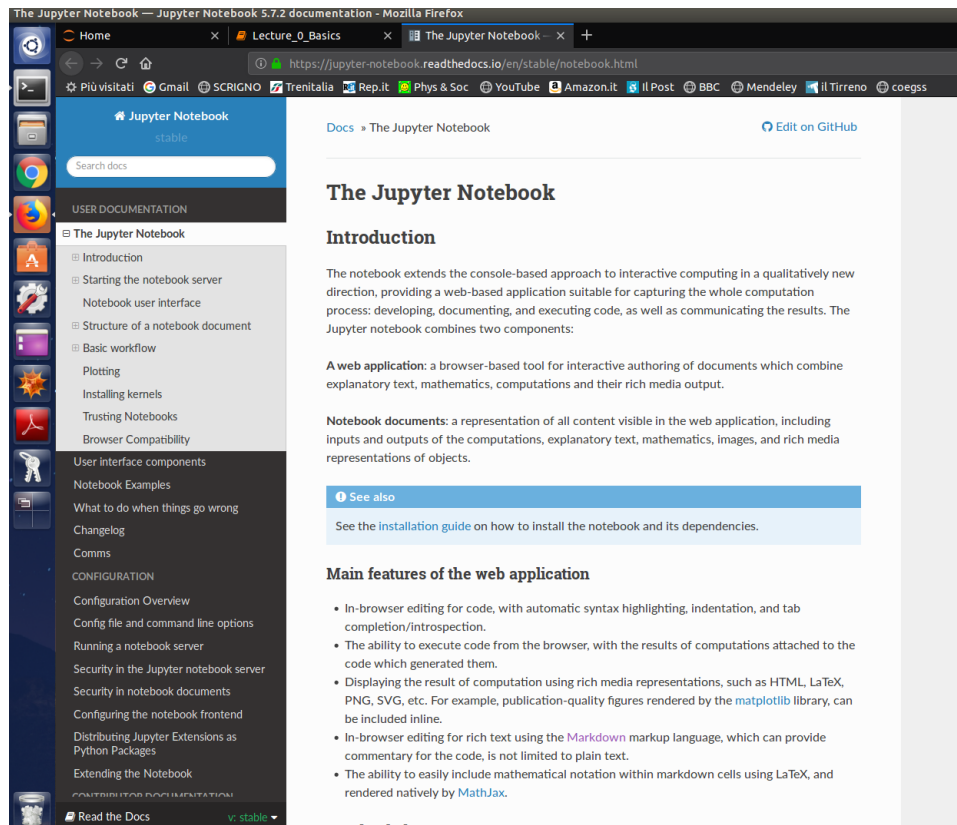 The Jupyter Notebook — Jupyter Notebook 5.7.2 documentation - Mozilla Firefox
Home
Lecture_0_Basics
The Jupyter Notebook —
https://jupyter-notebook.readthedocs.io/en/stable/notebook.html
Più visitati Gmail SCRIGNO Trenitalia Rep.it Phys & Soc YouTube Amazon.it Il Post BBC Mendeley il Tirreno coegss
Jupyter Notebook
stable
Search docs
USER DOCUMENTATION
The Jupyter Notebook
Introduction
Starting the notebook server
Notebook user interface
Structure of a notebook document
Basic workflow
Plotting
Installing kernels
Trusting Notebooks
Browser Compatibility
User interface components
Notebook Examples
What to do when things go wrong
Changelog
Comms
CONFIGURATION
Configuration Overview
Config file and command line options
Running a notebook server
Security in the Jupyter notebook server
Security in notebook documents
Configuring the notebook frontend
Distributing Jupyter Extensions as
Python Packages
Extending the Notebook
CONTRIBUTOR DOCUMENTATION
Read the Docs v: stable
Docs » The Jupyter Notebook
Edit on GitHub
The Jupyter Notebook
Introduction
The notebook extends the console-based approach to interactive computing in a qualitatively new
direction, providing a web-based application suitable for capturing the whole computation
process: developing, documenting, and executing code, as well as communicating the results. The
Jupyter notebook combines two components:
A web application: a browser-based tool for interactive authoring of documents which combine
explanatory text, mathematics, computations and their rich media output.
Notebook documents: a representation of all content visible in the web application, including
inputs and outputs of the computations, explanatory text, mathematics, images, and rich media
representations of objects.
See also
See the installation guide on how to install the notebook and its dependencies.
Main features of the web application
• In-browser editing for code, with automatic syntax highlighting, indentation, and tab
completion/introspection.
• The ability to execute code from the browser, with the results of computations attached to the
code which generated them.
• Displaying the result of computation using rich media representations, such as HTML, LaTeX,
PNG, SVG, etc. For example, publication-quality figures rendered by the matplotlib library, can
be included inline.
• In-browser editing for rich text using the Markdown markup language, which can provide
commentary for the code, is not limited to plain text.
• The ability to easily include mathematical notation within markdown cells using LaTeX, and
rendered natively by MathJax.